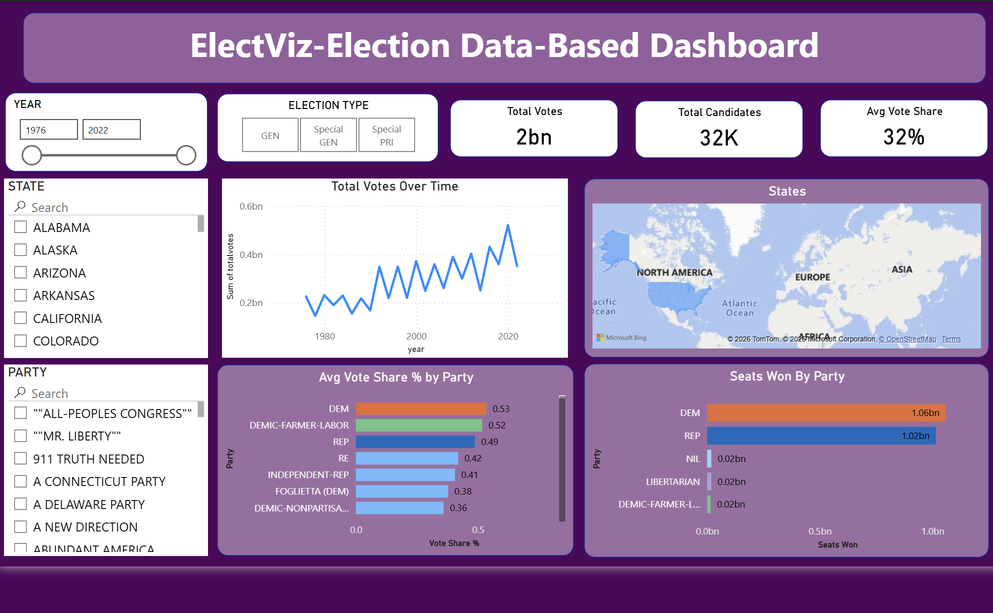 ElectViz-Election Data-Based Dashboard
YEAR
1976
2022
ELECTION TYPE
GEN
Special
GEN
Special
PRI
Total Votes
2bn
Total Candidates
32K
Avg Vote Share
32%
STATE
Search
ALABAMA
ALASKA
ARIZONA
ARKANSAS
CALIFORNIA
COLORADO
Total Votes Over Time
Sum of totalvotes
0.6bn
0.4bn
0.2bn
1980
2000
2020
year
States
NORTH AMERICA
EUROPE
ASIA
acific
Ocean
Atlantic
Ocean
AFRICA
Microsoft Bing
© 2026 TomTom, © 2026 Microsoft Corporation, © OpenStreetMap Terms
PARTY
Search
""ALL-PEOPLES CONGRESS""
""MR. LIBERTY""
911 TRUTH NEEDED
A CONNECTICUT PARTY
A DELAWARE PARTY
A NEW DIRECTION
ABUNDANT AMERICA
Avg Vote Share % by Party
Party
DEM 0.53
DEMIC-FARMER-LABOR 0.52
REP 0.49
RE 0.42
INDEPENDENT-REP 0.41
FOGLIETTA (DEM) 0.38
DEMIC-NONPARTISA... 0.36
0.0 0.5
Vote Share %
Seats Won By Party
Party
DEM 1.06bn
REP 1.02bn
NIL 0.02bn
LIBERTARIAN 0.02bn
DEMIC-FARMER-L... 0.02bn
0.0bn 0.5bn 1.0bn
Seats Won